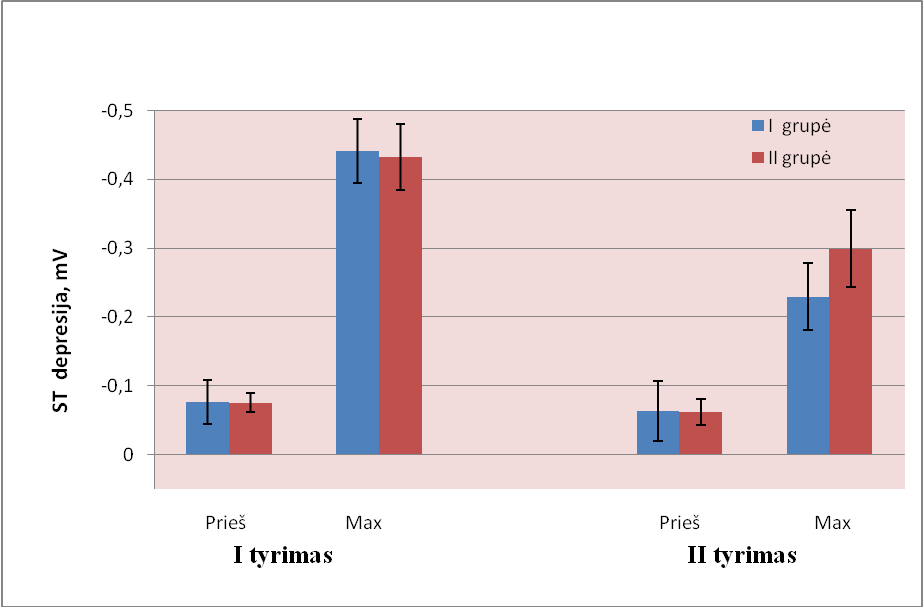 -0,5
I grupė
II grupė
-0,4
-0,3
-0,2
-0,1
0
ST depresija, mV
Prieš Max Prieš Max
I tyrimas II tyrimas